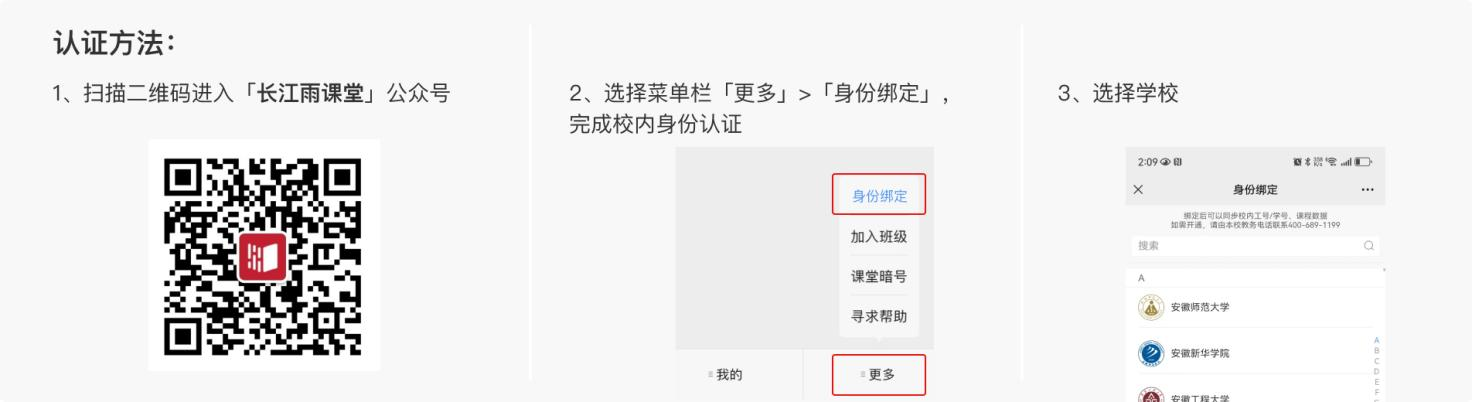 认证方法：
1、扫描二维码进入「长江雨课堂」公众号
2、选择菜单栏「更多」>「身份绑定」，
完成校内身份认证
身份绑定
加入班级
课堂暗号
寻求帮助
我的
更多
3、选择学校
2:09
身份绑定
绑定后可以同步校内工号/学号、课程数据
如需开通，请由本校教务电话联系400-689-1199
搜索
A
安徽师范大学
安徽新华学院
安徽工程大学
A
B
C
D
E
F